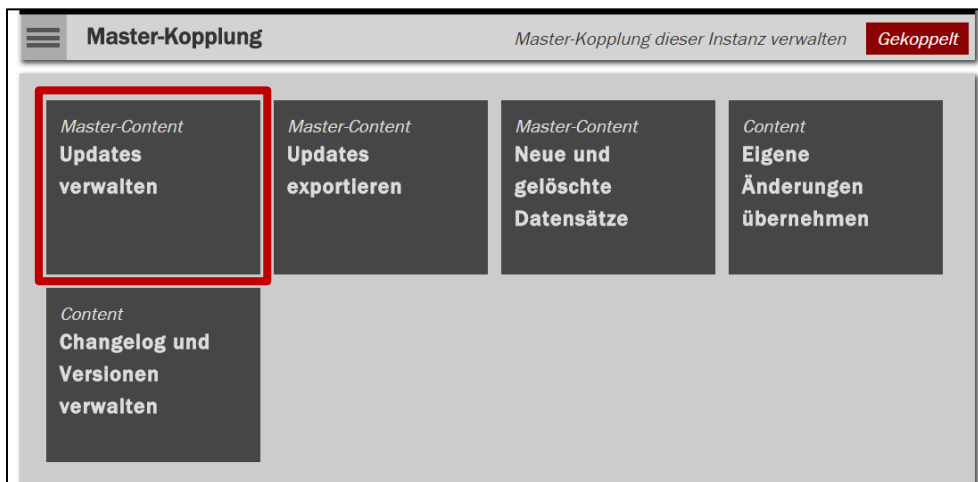 Master-Kopplung
Master-Kopplung dieser Instanz verwalten
Gekoppelt
Master-Content
Updates
verwalten
Master-Content
Updates
exportieren
Master-Content
Neue und
gelöschte
Datensätze
Content
Eigene
Änderungen
übernehmen
Content
Changelog und
Versionen
verwalten